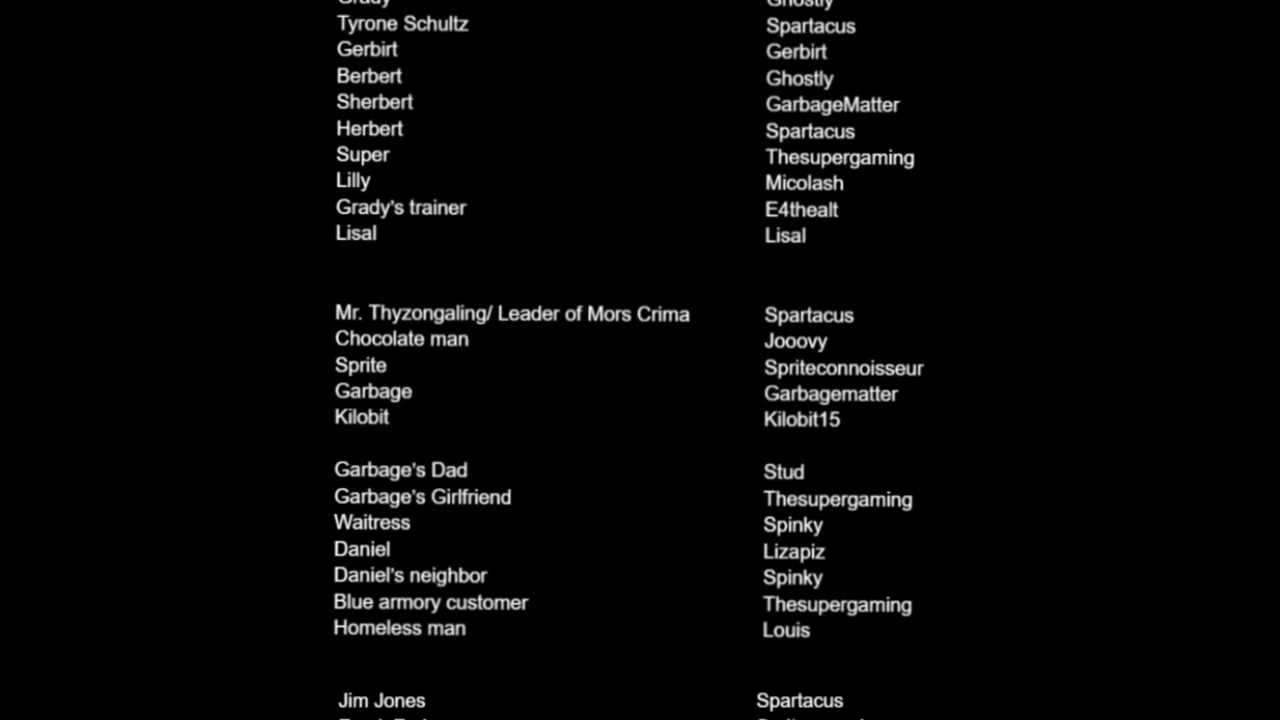 Grady Ghostly
Tyrone Schultz Spartacus
Gerbirt Gerbirt
Berbert Ghostly
Sherbert GarbageMatter
Herbert Spartacus
Super Thesupergaming
Lilly Micolash
Grady's trainer E4thealt
Lisal Lisal
Mr. Thyzongaling/ Leader of Mors Crima Spartacus
Chocolate man Jooovy
Sprite Spriteconnoisseur
Garbage Garbagematter
Kilobit Kilobit15
Garbage's Dad Stud
Garbage's Girlfriend Thesupergaming
Waitress Spinky
Daniel Lizapiz
Daniel's neighbor Spinky
Blue armory customer Thesupergaming
Homeless man Louis
Jim Jones Spartacus